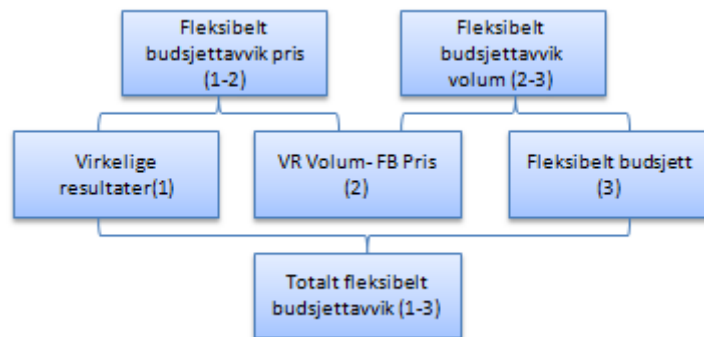 Fleksibelt
budsjettavvik pris
(1-2)
Fleksibelt
budsjettavvik
volum (2-3)
Virkelige
resultater(1)
VR Volum- FB Pris
(2)
Fleksibelt budsjett
(3)
Totalt fleksibelt
budsjettavvik (1-3)